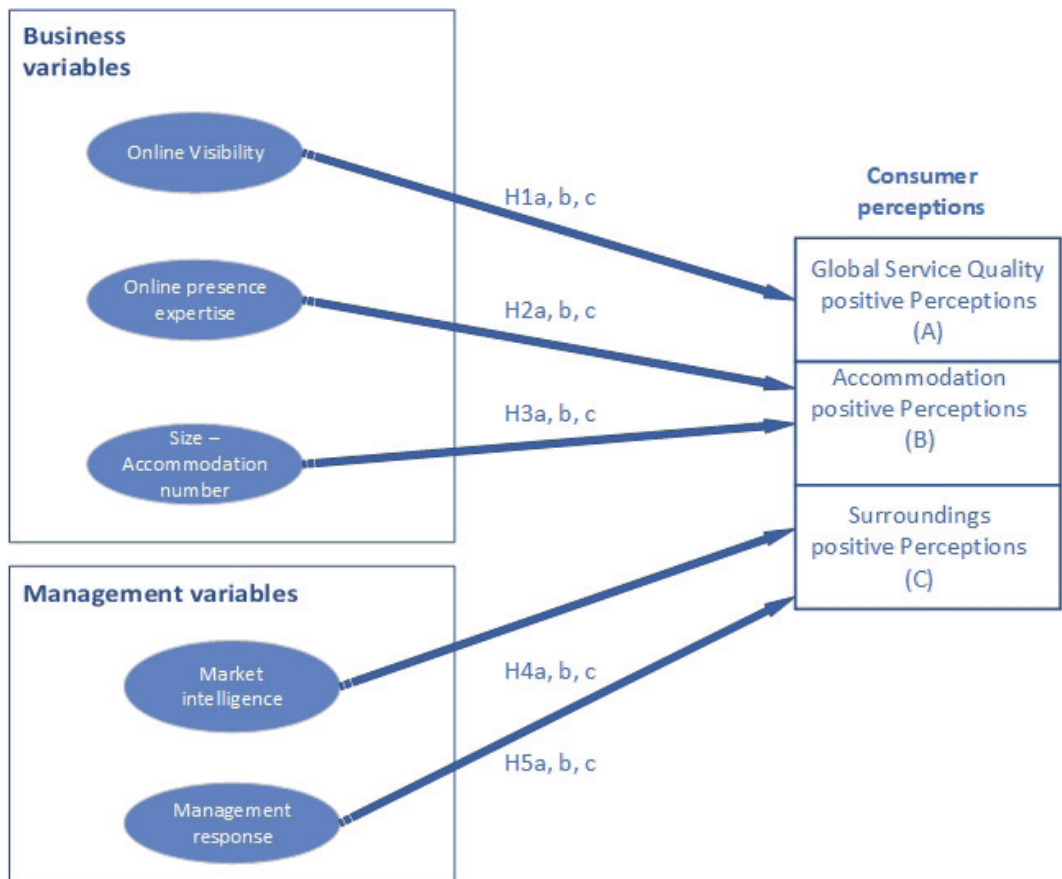 Business
variables
Online Visibility
Online presence
expertise
Size –
Accommodation
number
H1a, b, c
H2a, b, c
H3a, b, c
Consumer
perceptions
Global Service Quality
positive Perceptions
(A)
Accommodation
positive Perceptions
(B)
Surroundings
positive Perceptions
(C)
Management variables
Market
intelligence
Management
response
H4a, b, c
H5a, b, c